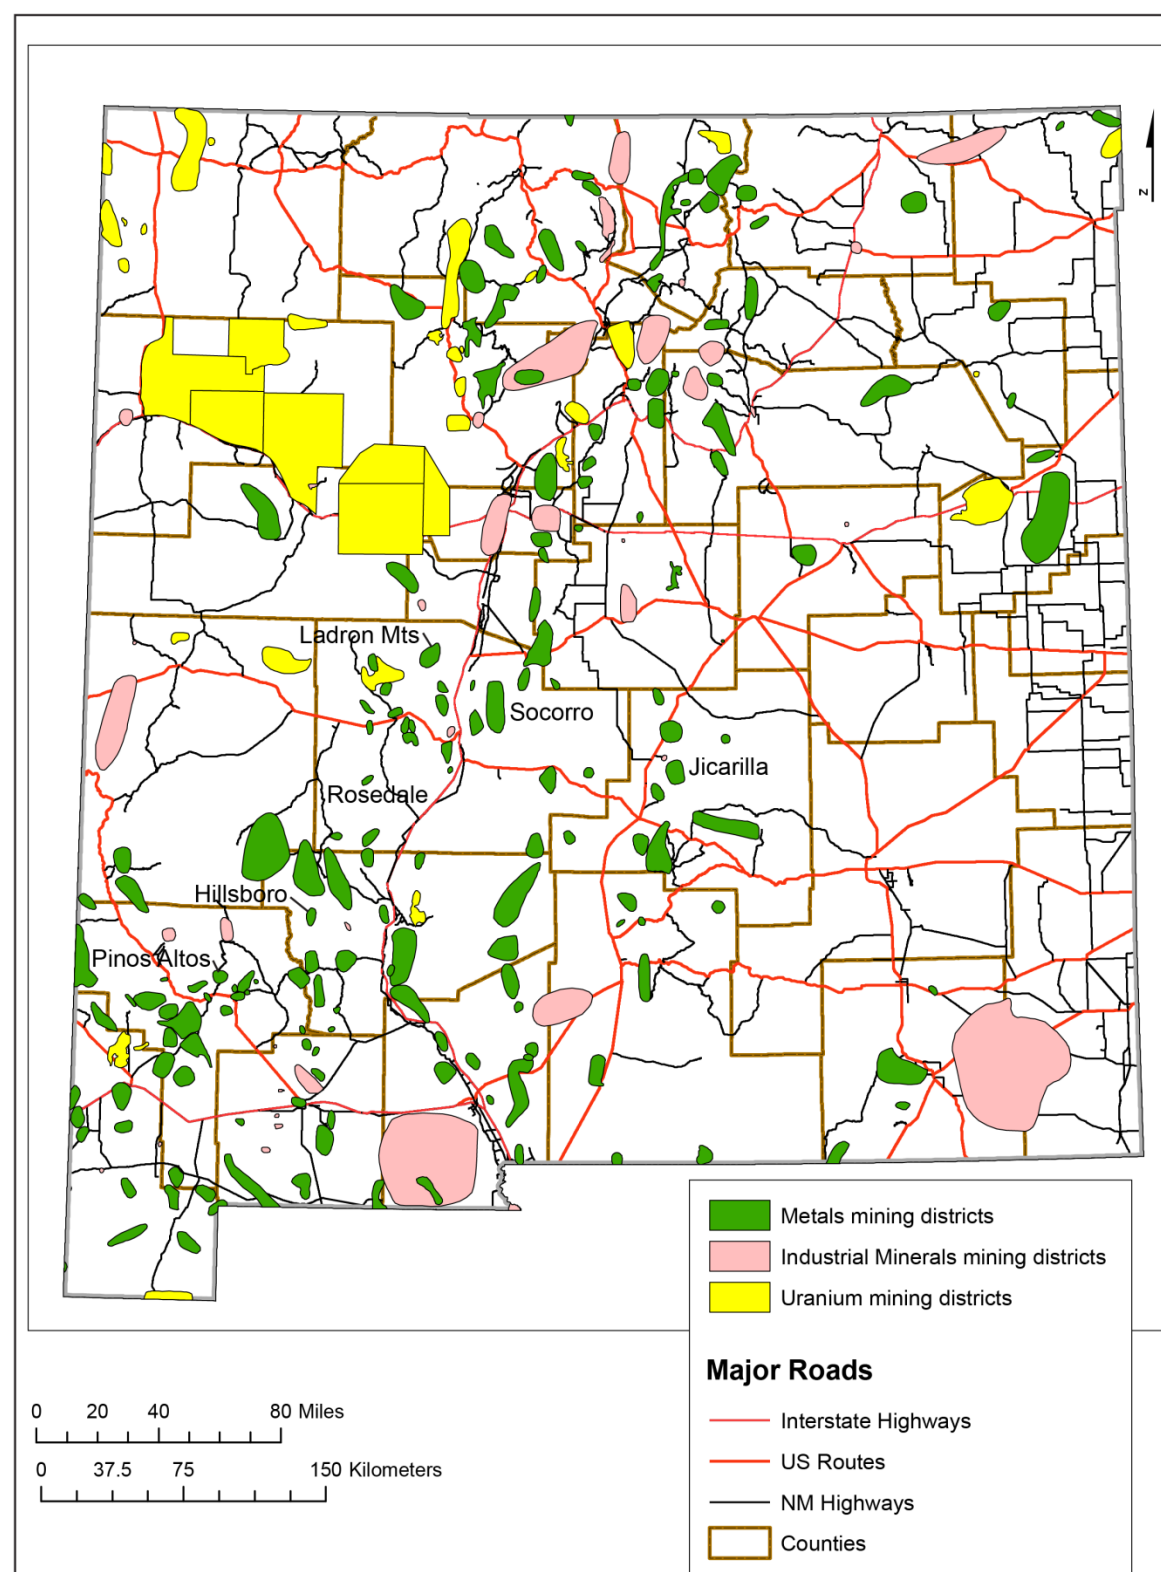 z
Ladron Mts
Socorro
Jicarilla
Rosedale
Hillsboro
Pinos Altos
Metals mining districts
Industrial Minerals mining districts
Uranium mining districts
Major Roads
Interstate Highways
US Routes
NM Highways
Counties
0 20 40 80 Miles
0 37.5 75 150 Kilometers